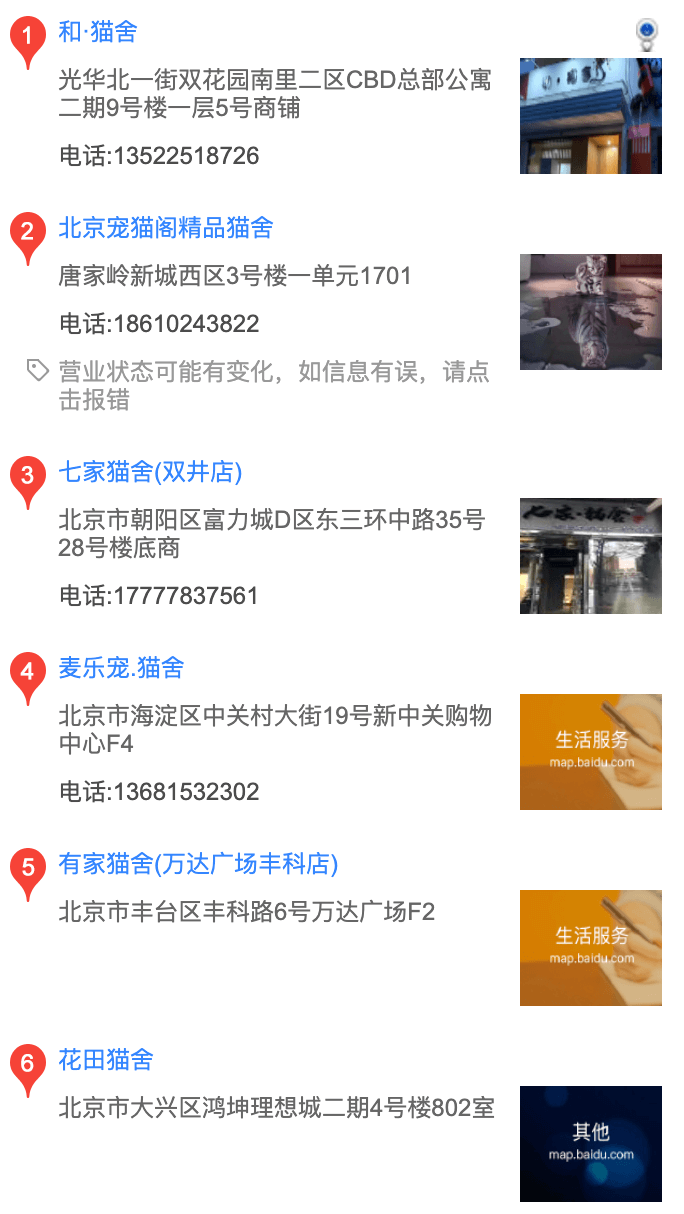 1
和·猫舍
光华北一街双花园南里二区CBD总部公寓
二期9号楼一层5号商铺
电话:13522518726
2
北京宠猫阁精品猫舍
唐家岭新城西区3号楼一单元1701
电话:18610243822
营业状态可能有变化，如信息有误，请点
击报错
3
七家猫舍(双井店)
北京市朝阳区富力城D区东三环中路35号
28号楼底商
电话:17777837561
4
麦乐宠.猫舍
北京市海淀区中关村大街19号新中关购物
中心F4
电话:13681532302
生活服务
map.baidu.com
5
有家猫舍(万达广场丰科店)
北京市丰台区丰科路6号万达广场F2
生活服务
map.baidu.com
6
花田猫舍
北京市大兴区鸿坤理想城二期4号楼802室
其他
map.baidu.com